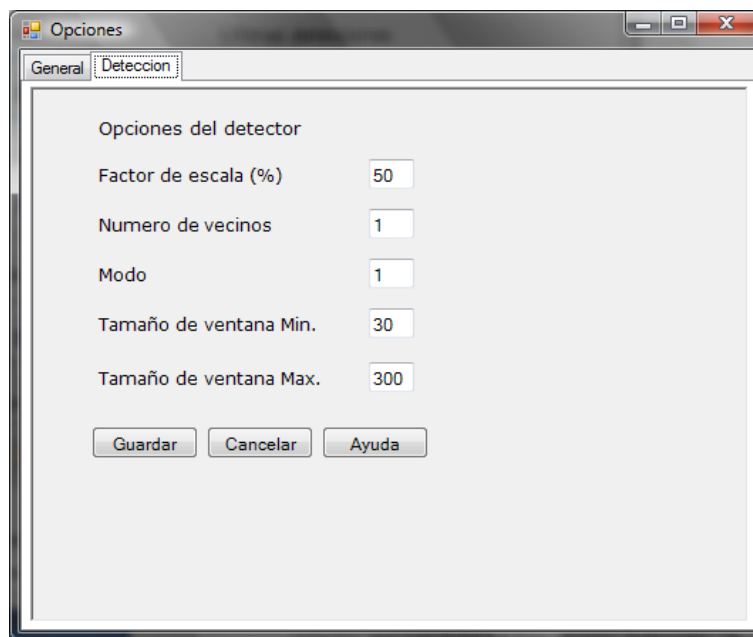 Opciones
General Deteccion
Opciones del detector
Factor de escala (%) 50
Numero de vecinos 1
Modo 1
Tamaño de ventana Min. 30
Tamaño de ventana Max. 300
Guardar Cancelar Ayuda